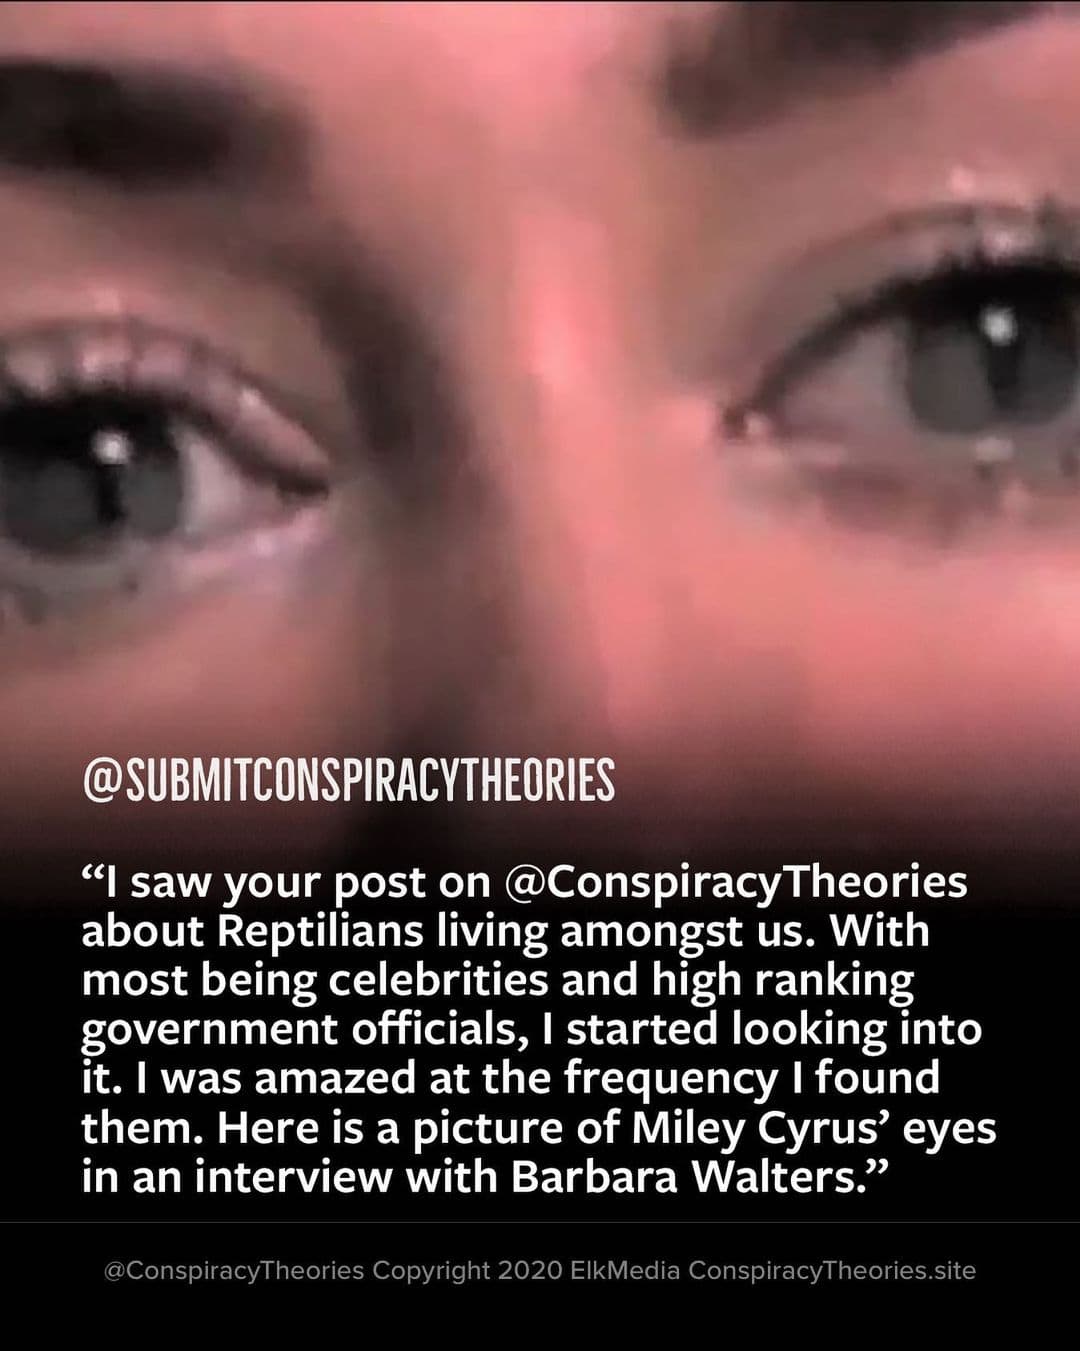 @SUBMITCONSPIRACYTHEORIES
“I saw your post on @ConspiracyTheories
about Reptilians living amongst us. With
most being celebrities and high ranking
government officials, I started looking into
it. I was amazed at the frequency I found
them. Here is a picture of Miley Cyrus’ eyes
in an interview with Barbara Walters.”
@ConspiracyTheories Copyright 2020 ElkMedia ConspiracyTheories.site